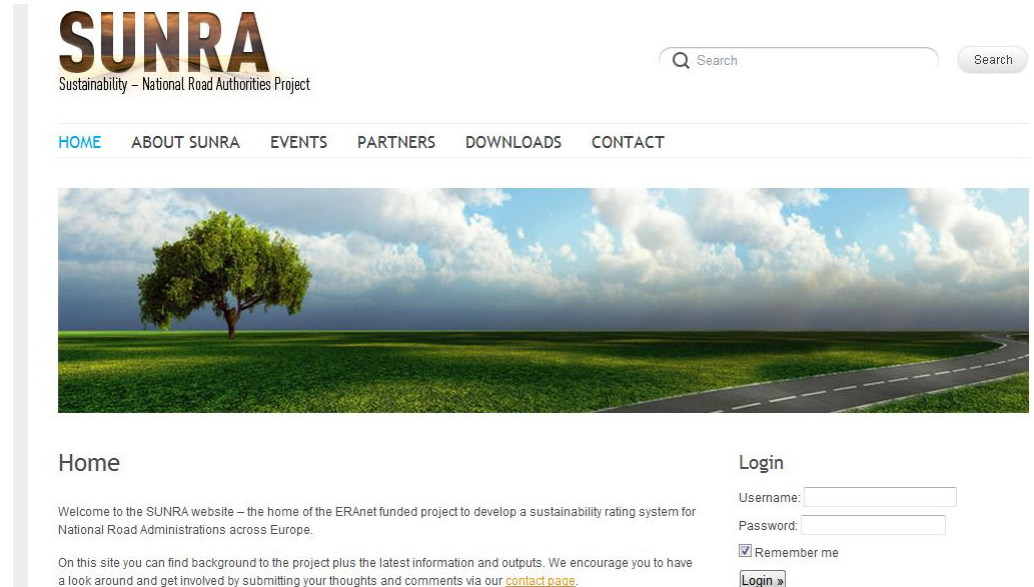 SUNRA
Sustainability – National Road Authorities Project
Search
Search
HOME ABOUT SUNRA EVENTS PARTNERS DOWNLOADS CONTACT
Home
Welcome to the SUNRA website – the home of the ERAnet funded project to develop a sustainability rating system for
National Road Administrations across Europe.
On this site you can find background to the project plus the latest information and outputs. We encourage you to have
a look around and get involved by submitting your thoughts and comments via our contact page.
Login
Username:
Password:
Remember me
Login »